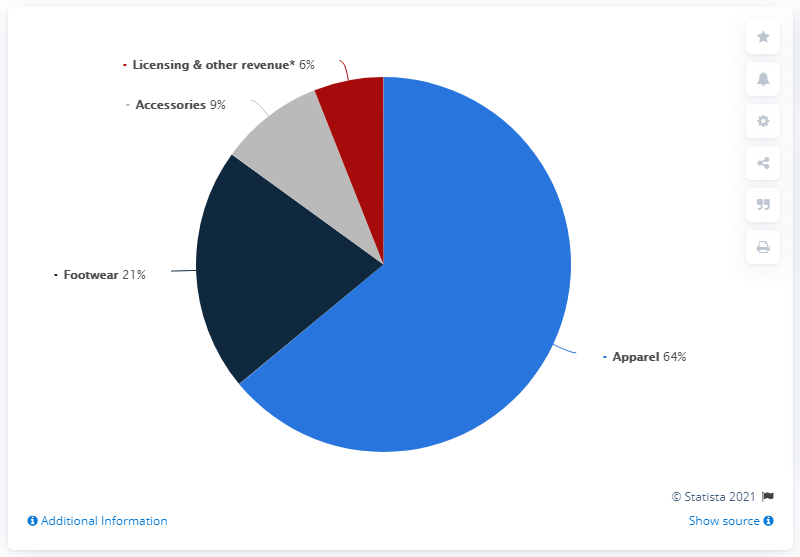 Licensing & other revenue* 6%
Accessories 9%
Footwear 21%
Apparel 64%
© Statista 2021
Additional Information
Show source